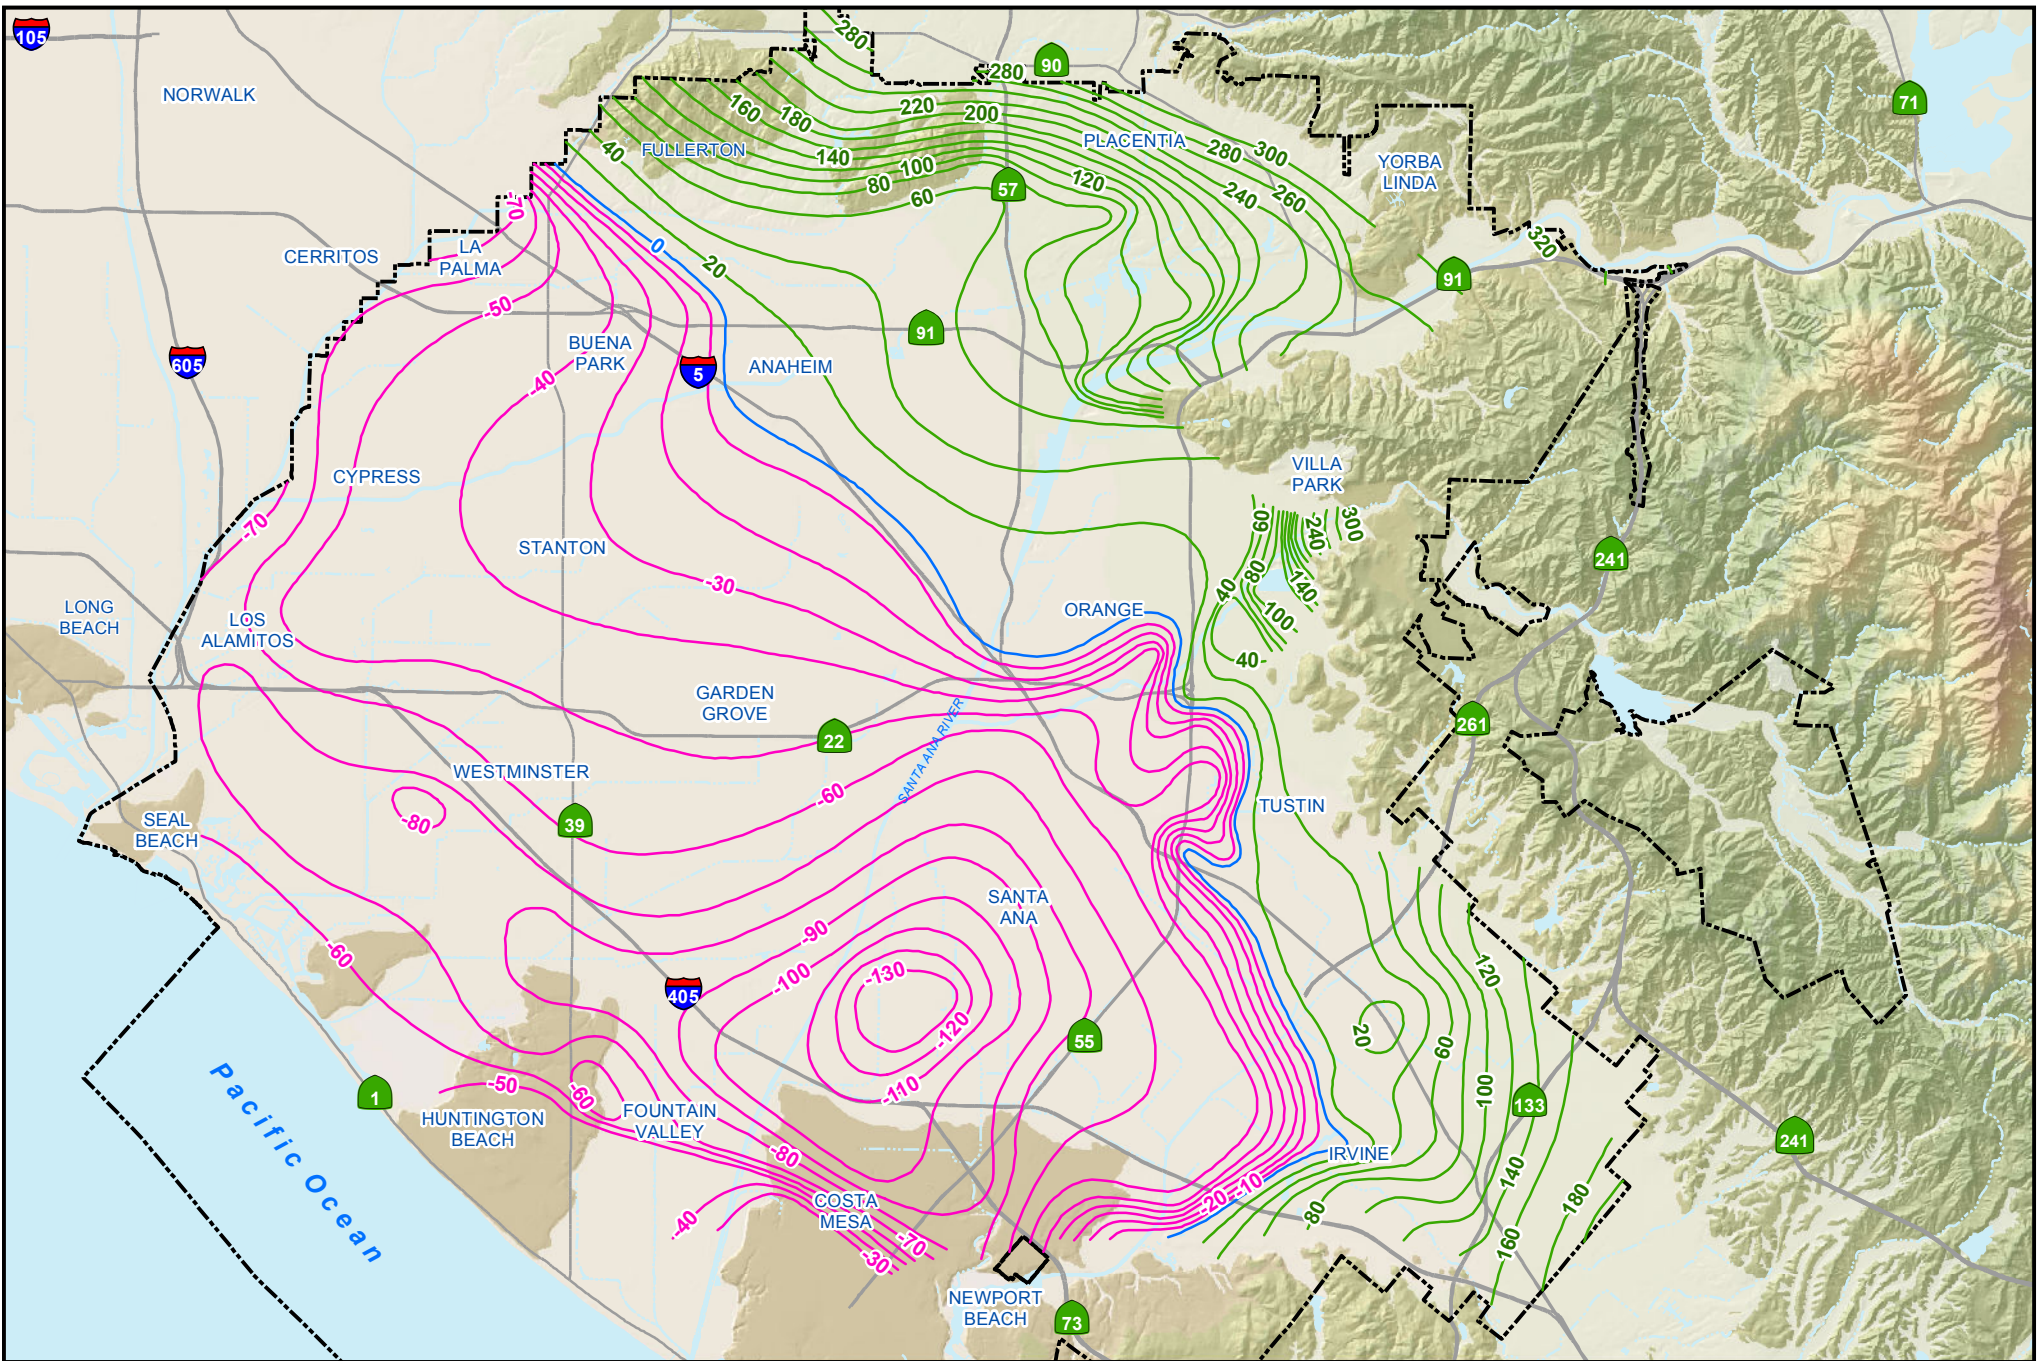 105
NORWALK
280
280
90
71
160
180
220
200
40
FULLERTON
140
100
80
60
PLACENTIA
280
300
YORBA
LINDA
57
120
240
260
-70
CERRITOS
LA
PALMA
0
20
320
91
-50
605
BUENA
PARK
91
5
ANAHEIM
-40
CYPRESS
VILLA
PARK
-70
STANTON
60
240
300
241
-30
80
140
40
100
LONG
BEACH
LOS
ALAMITOS
ORANGE
40
GARDEN
GROVE
22
SANTA ANA RIVER
261
WESTMINSTER
-60
-80
39
TUSTIN
SEAL
BEACH
SANTA
ANA
-90
-60
-100
-130
405
120
-120
55
20
60
Pacific Ocean
1
-50
-60
-110
100
133
HUNTINGTON
BEACH
FOUNTAIN
VALLEY
241
-80
IRVINE
140
-20
-10
180
-40
COSTA
MESA
-80
-70
-30
160
NEWPORT
BEACH
73